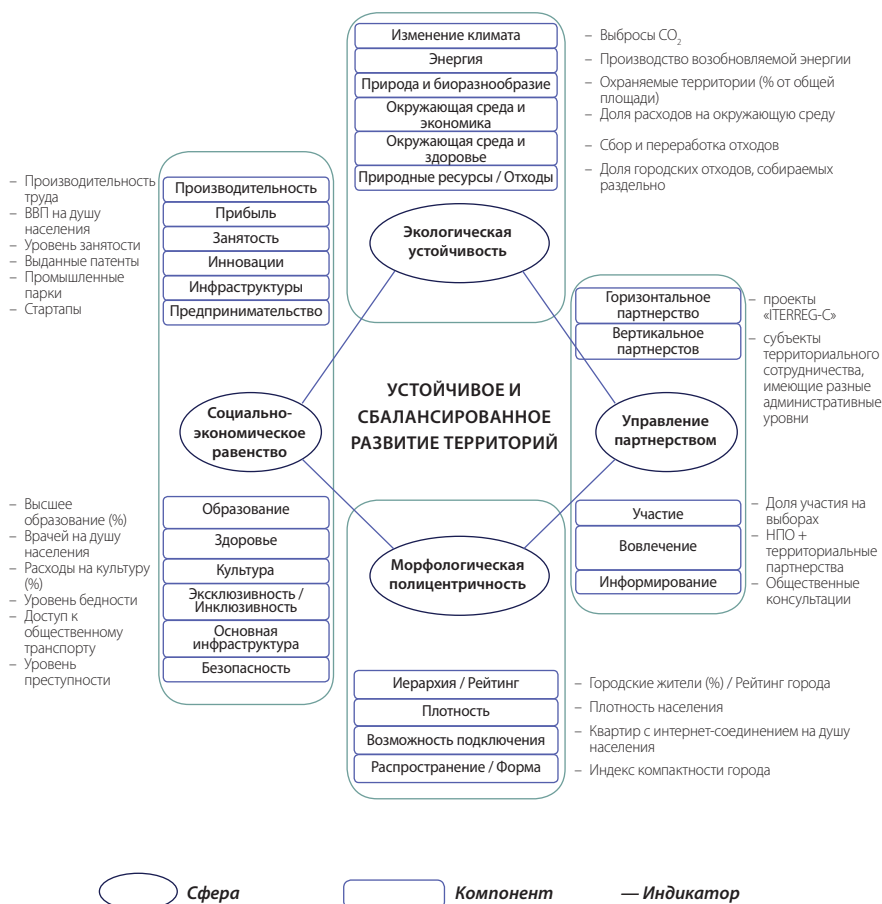 Изменение климата
Энергия
Природа и биоразнообразие
Окружающая среда и
экономика
Окружающая среда и
здоровье
Природные ресурсы / Отходы
– Выбросы CO2
– Производство возобновляемой энергии
– Охраняемые территории (% от общей
площади)
– Доля расходов на окружающую среду
– Сбор и переработка отходов
– Доля городских отходов, собираемых
раздельно
Экологическая
устойчивость
– Производительность
труда
– ВВП на душу
населения
– Уровень занятости
– Выданные патенты
– Промышленные
парки
– Стартапы
Производительность
Прибыль
Занятость
Инновации
Инфраструктуры
Предпринимательство
Горизонтальное
партнерство
Вертикальное
партнерстов
– проекты
«ITERREG-C»
– субъекты
территориального
сотрудничества,
имеющие разные
административные
уровни
Социально-
экономическое
равенство
УСТОЙЧИВОЕ И
СБАЛАНСИРОВАННОЕ
РАЗВИТИЕ ТЕРРИТОРИЙ
Управление
партнерством
– Высшее
образование (%)
– Врачей на душу
населения
– Расходы на культуру
(%)
– Уровень бедности
– Доступ к
общественному
транспорту
– Уровень
преступности
Образование
Здоровье
Культура
Эксклюзивность /
Инклюзивность
Основная
инфраструктура
Безопасность
Морфологическая
полицентричность
Участие
Вовлечение
Информирование
– Доля участия на
выборах
– НПО +
территориальные
партнерства
– Общественные
консультации
Иерархия / Рейтинг
Плотность
Возможность подключения
Распространение / Форма
– Городские жители (%) / Рейтинг города
– Плотность населения
– Квартир с интернет-соединением на душу
населения
– Индекс компактности города
Сфера
Компонент
— Индикатор